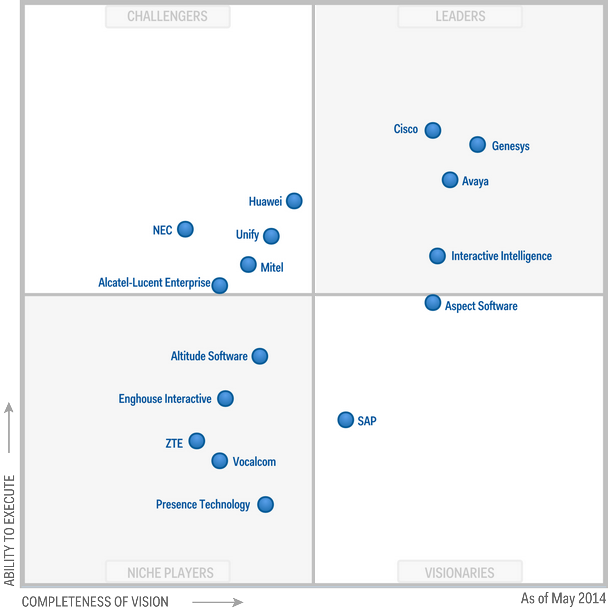 CHALLENGERS
LEADERS
Cisco
Genesys
Avaya
Huawei
NEC
Unify
Interactive Intelligence
Mitel
Alcatel-Lucent Enterprise
Aspect Software
Altitude Software
Enghouse Interactive
SAP
ZTE
Vocalcom
Presence Technology
NICHE PLAYERS
VISIONARIES
ABILITY TO EXECUTE
COMPLETENESS OF VISION
As of May 2014